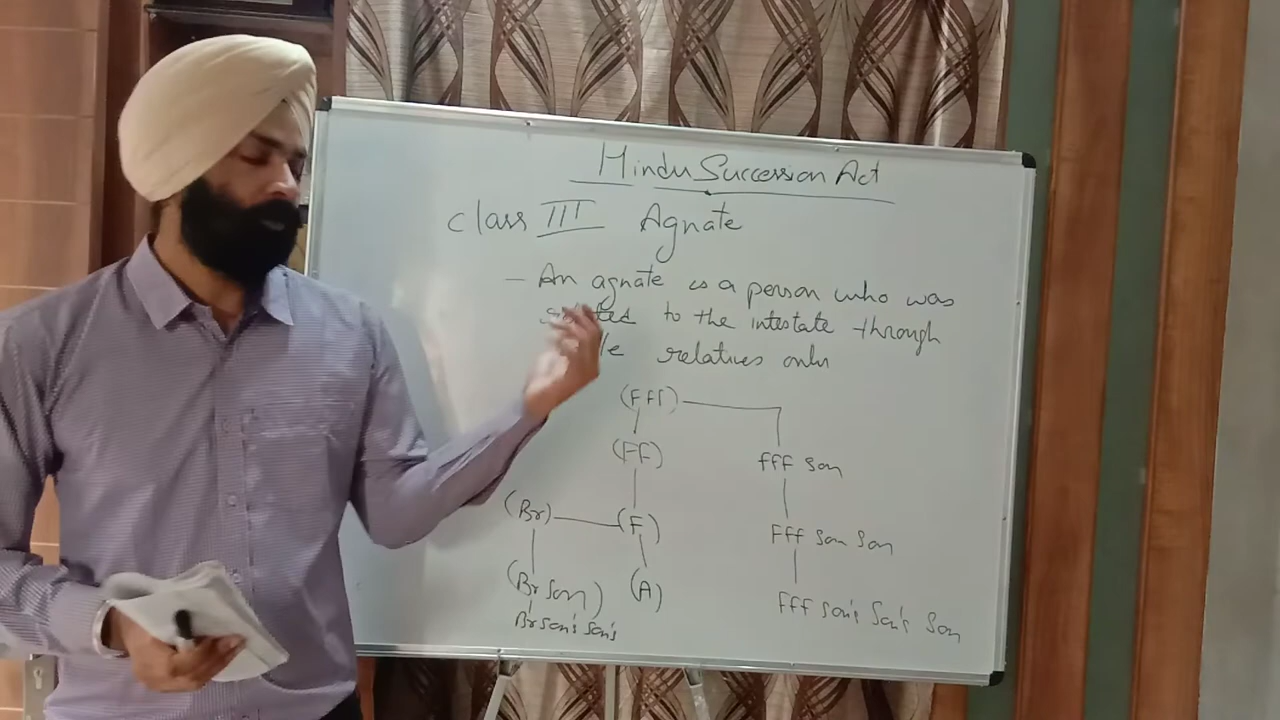 Hindu Succession Act
Class III Agnate
- An agnate is a person who was
to the intestate through
relatives only
(FFF)
(FF)
fff Son
(Br) (F)
Fff Son Son
(Br Son) (A)
Fff Son's Son's Son
Br Son's Son's